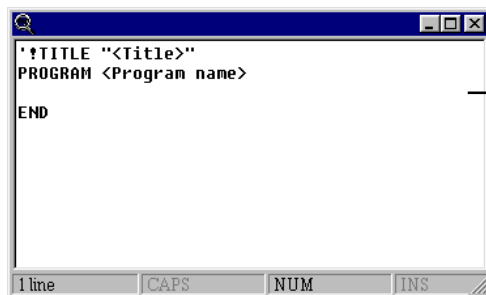 '!TITLE "<Title>"
PROGRAM <Program name>
END
1 line CAPS NUM INS